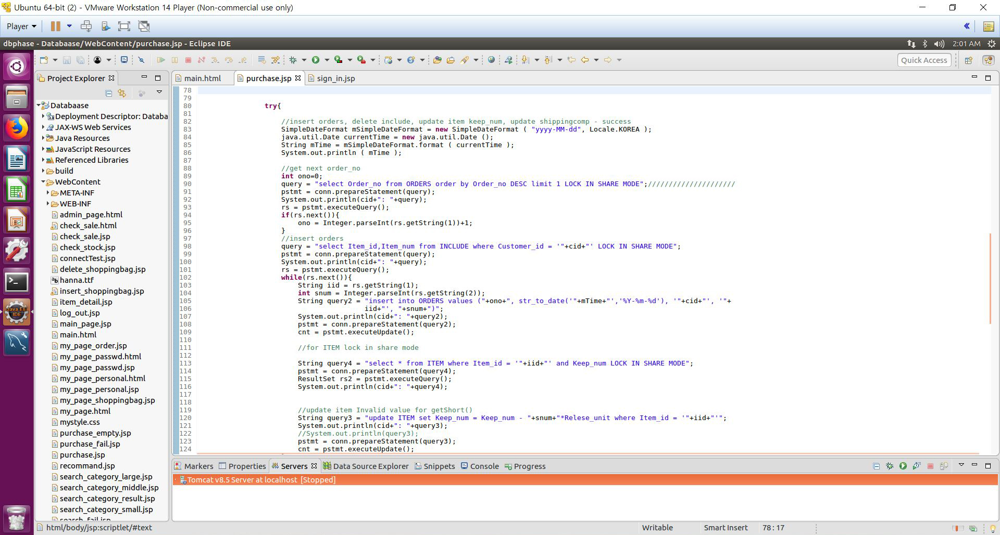 Ubuntu 64-bit (2) - VMware Workstation 14 Player (Non-commercial use only)
Player
dbphase - Databaase/WebContent/purchase.jsp - Eclipse IDE
2:01 AM
Quick Access
Project Explorer
Databaase
Deployment Descriptor: Databa
JAX-WS Web Services
Java Resources
JavaScript Resources
Referenced Libraries
build
WebContent
META-INF
WEB-INF
admin_page.html
check_sale.html
check_sale.jsp
check_stock.jsp
connectTest.jsp
delete_shoppingbag.jsp
hanna.ttf
insert_shoppingbag.jsp
item_detail.jsp
log_out.jsp
main_page.jsp
main.html
my_page_order.jsp
my_page_passwd.html
my_page_passwd.jsp
my_page_personal.html
my_page_personal.jsp
my_page_shoppingbag.jsp
my_page.html
mystyle.css
purchase_empty.jsp
purchase_fail.jsp
purchase.jsp
recommand.jsp
search_category_large.jsp
search_category_middle.jsp
search_category_result.jsp
search_category_small.jsp
search_fail.jsp
Java EE
IDE
main.html purchase.jsp sign_in.jsp
78
79
80 try{
81
82 //insert orders, delete include, update item keep_num, update shippingcomp - success
83 SimpleDateFormat mSimpleDateFormat = new SimpleDateFormat ( "yyyy-MM-dd", Locale.KOREA );
84 java.util.Date currentTime = new java.util.Date ();
85 String mTime = mSimpleDateFormat.format ( currentTime );
86 System.out.println ( mTime );
87
88 //get next order_no
89 int ono=0;
90 query = "select Order_no from ORDERS order by Order_no DESC limit 1 LOCK IN SHARE MODE";/////////////////////
91 pstmt = conn.prepareStatement(query);
92 System.out.println(cid+": "+query);
93 rs = pstmt.executeQuery();
94 if(rs.next()){
95 ono = Integer.parseInt(rs.getString(1))+1;
96 }
97 //insert orders
98 query = "select Item_id,Item_num from INCLUDE where Customer_id = '"+cid+"' LOCK IN SHARE MODE";
99 pstmt = conn.prepareStatement(query);
100 System.out.println(cid+": "+query);
101 rs = pstmt.executeQuery();
102 while(rs.next()){
103 String iid = rs.getString(1);
104 int snum = Integer.parseInt(rs.getString(2));
105 String query2 = "insert into ORDERS values ("+ono+", str_to_date('"+mTime+"','%Y-%m-%d'), '"+cid+"', '"+
106 iid+"', "+snum+")";
107 System.out.println(cid+": "+query2);
108 pstmt = conn.prepareStatement(query2);
109 cnt = pstmt.executeUpdate();
110
111 //for ITEM lock in share mode
112
113 String query4 = "select * from ITEM where Item_id = '"+iid+"' and Keep_num LOCK IN SHARE MODE";
114 pstmt = conn.prepareStatement(query4);
115 ResultSet rs2 = pstmt.executeQuery();
116 System.out.println(cid+": "+query4);
117
118
119 //update item Invalid value for getShort()
120 String query3 = "update ITEM set Keep_num = Keep_num - "+snum+"*Relese_unit where Item_id = '"+iid+"'";
121 System.out.println(cid+": "+query3);
122 //System.out.println(query3);
123 pstmt = conn.prepareStatement(query3);
124 cnt = pstmt.executeUpdate();
Markers Properties Servers Data Source Explorer Snippets Console Progress
Tomcat v8.5 Server at localhost [Stopped]
html/body/jsp:scriptlet/#text Writable Smart Insert 78 : 17